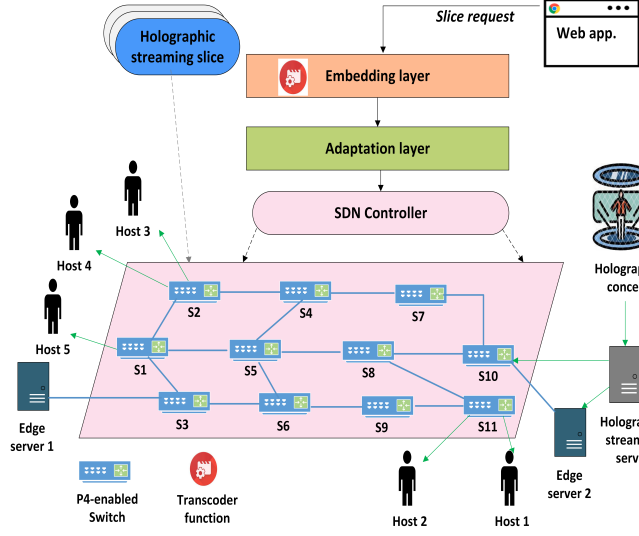 Slice request
Web app.
Holographic
streaming slice
Embedding layer
Adaptation layer
SDN Controller
Host 3
Host 4
Host 5
S2
S4
S7
S1
S5
S8
S10
S3
S6
S9
S11
Edge
server 1
Edge
server 2
Host 2
Host 1
P4-enabled
Switch
Transcoder
function